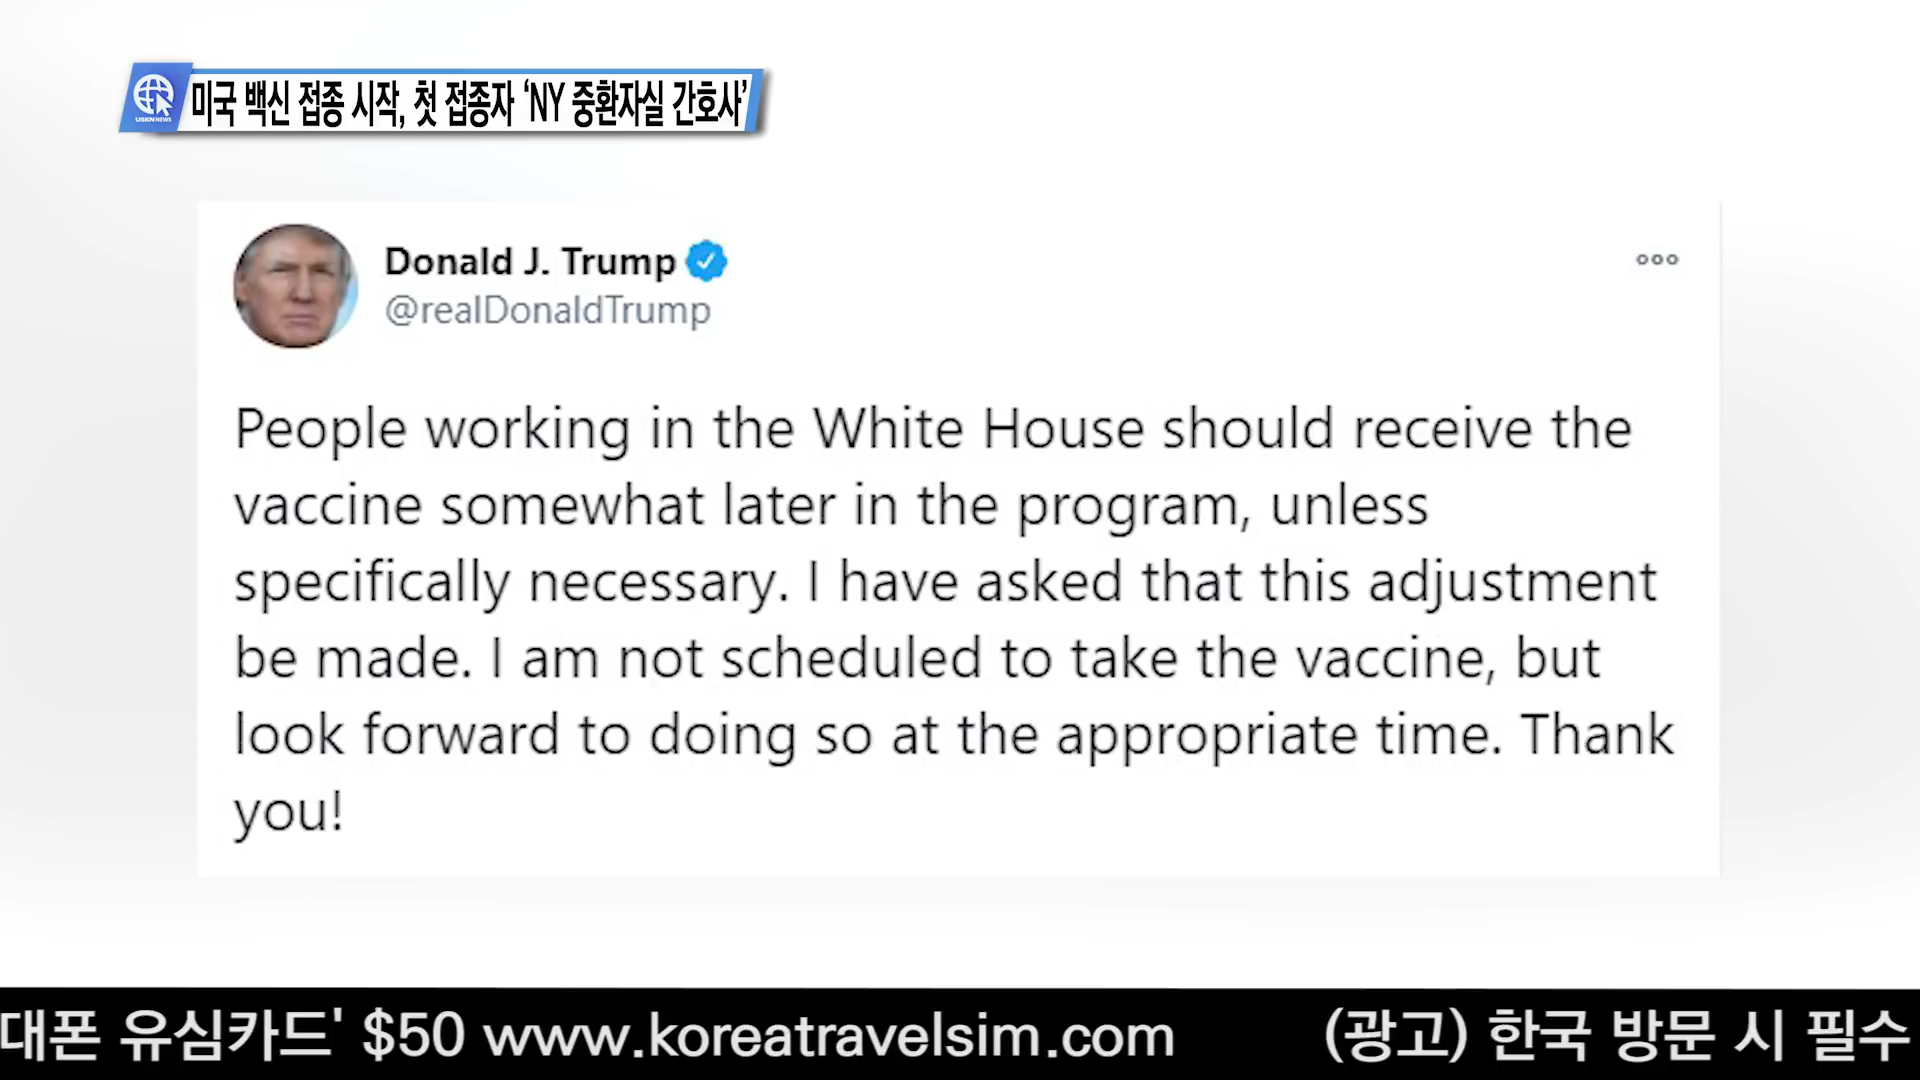 USKN NEWS
미국 백신 접종 시작, 첫 접종자 ‘NY 중환자실 간호사’
Donald J. Trump
@realDonaldTrump
People working in the White House should receive the
vaccine somewhat later in the program, unless
specifically necessary. I have asked that this adjustment
be made. I am not scheduled to take the vaccine, but
look forward to doing so at the appropriate time. Thank
you!
대폰 유심카드' $50 www.koreatravelsim.com (광고) 한국 방문 시 필수